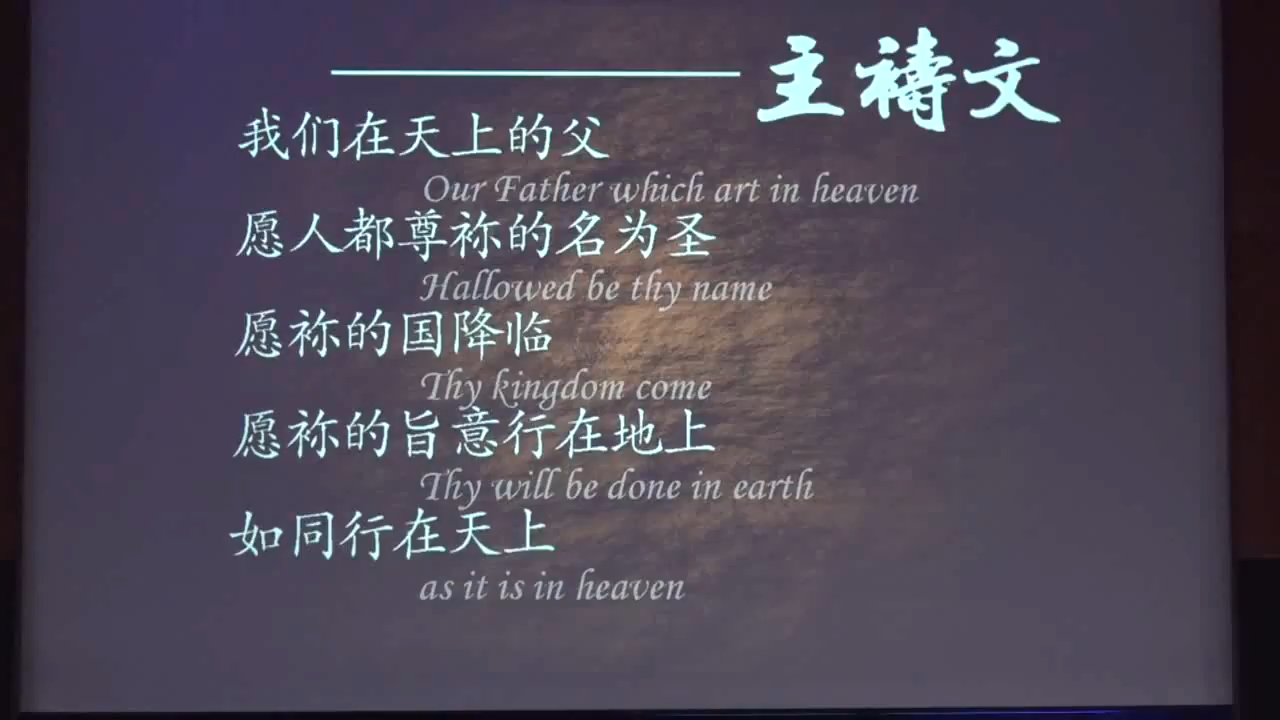 主禱文
我们在天上的父
Our Father which art in heaven
愿人都尊祢的名为圣
Hallowed be thy name
愿祢的国降临
Thy kingdom come
愿祢的旨意行在地上
Thy will be done in earth
如同行在天上
as it is in heaven